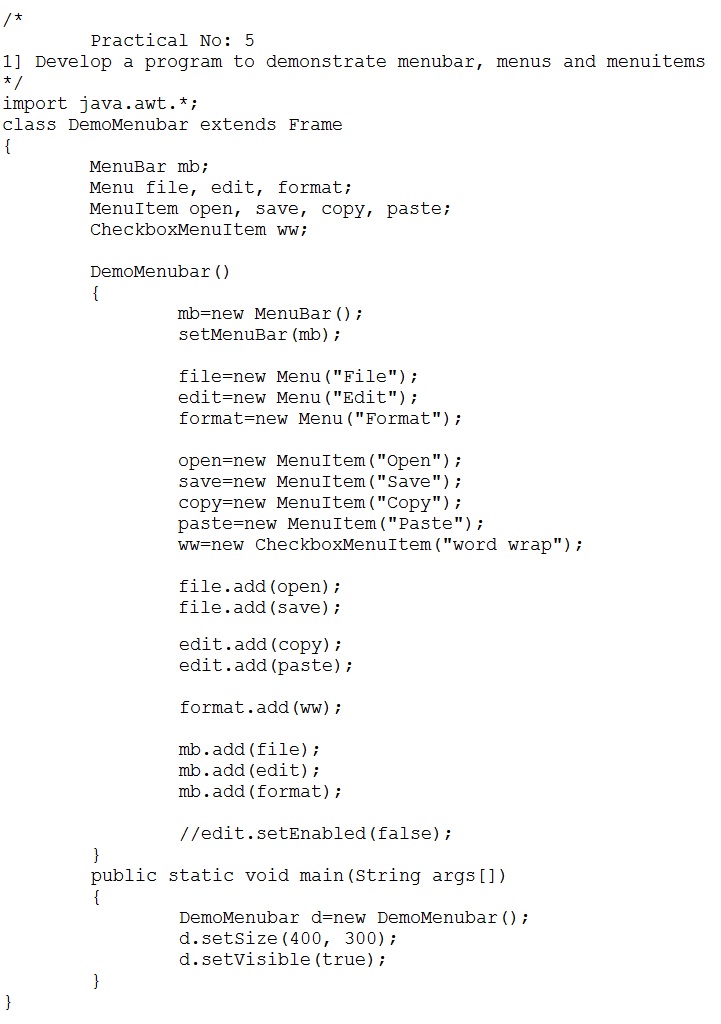 /*
        Practical No: 5
1] Develop a program to demonstrate menubar, menus and menuitems
*/
import java.awt.*;
class DemoMenubar extends Frame
{
        MenuBar mb;
        Menu file, edit, format;
        MenuItem open, save, copy, paste;
        CheckboxMenuItem ww;

        DemoMenubar()
        {
                mb=new MenuBar();
                setMenuBar(mb);

                file=new Menu("File");
                edit=new Menu("Edit");
                format=new Menu("Format");

                open=new MenuItem("Open");
                save=new MenuItem("Save");
                copy=new MenuItem("Copy");
                paste=new MenuItem("Paste");
                ww=new CheckboxMenuItem("word wrap");

                file.add(open);
                file.add(save);

                edit.add(copy);
                edit.add(paste);

                format.add(ww);

                mb.add(file);
                mb.add(edit);
                mb.add(format);

                //edit.setEnabled(false);
        }
        public static void main(String args[])
        {
                DemoMenubar d=new DemoMenubar();
                d.setSize(400, 300);
                d.setVisible(true);
        }
}